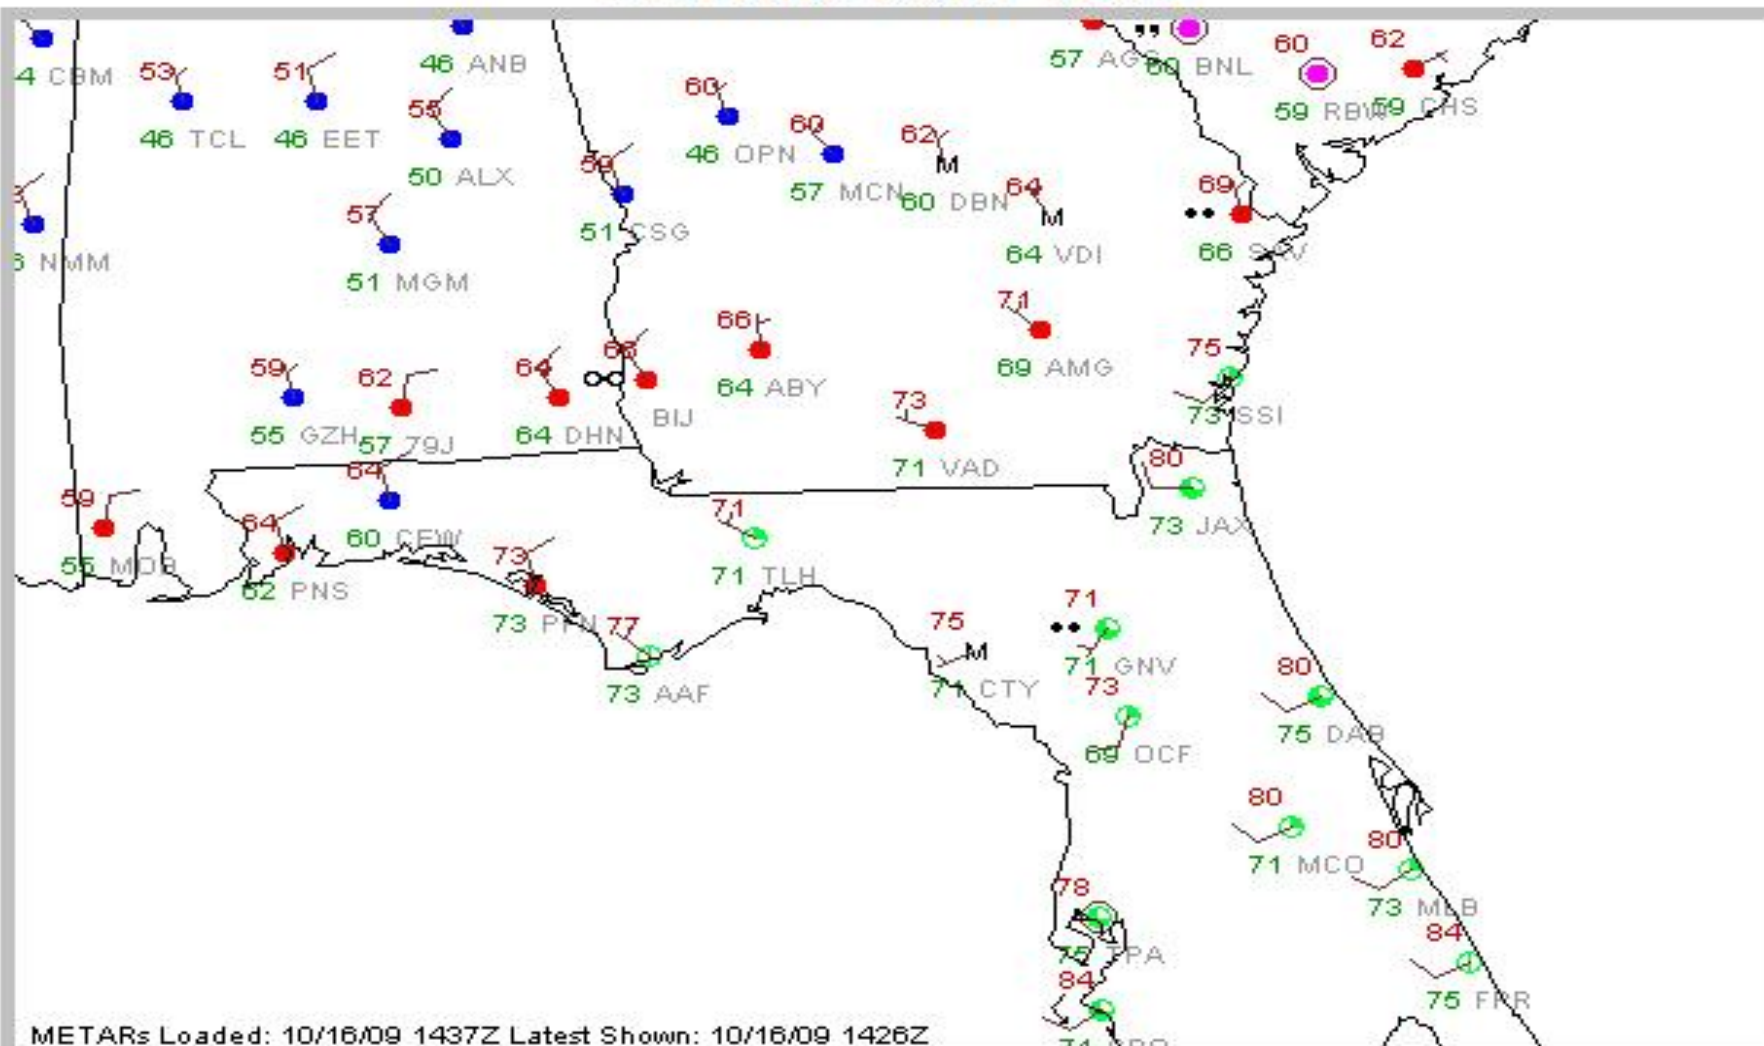 4 CBM
53
46 TCL
51
46 EET
46 ANB
55
50 ALX
60
46 OPN
60
57 MCN
62
M
60 DBN
64
M
64 VDI
57 AGS
60 BNL
60
59 RBW
62
59 CHS
59
51 CSG
57
51 MGM
NMM
69
66 SAV
71
69 AMG
75
73 SSI
66
64 ABY
BIJ
64
64 DHN
59
55 GZH
62
57 79J
73
71 VAD
80
73 JAX
64
60 CEW
59
55 MOB
64
62 PNS
71
71 TLH
73
73 PFN
77
73 AAF
75
M
71 CTY
71
71 GNV
73
69 OCF
80
75 DAB
80
71 MCO
80
73 MLB
78
75 TPA
84
75 FPR
84
METARs Loaded: 10/16/09 1437Z Latest Shown: 10/16/09 1426Z